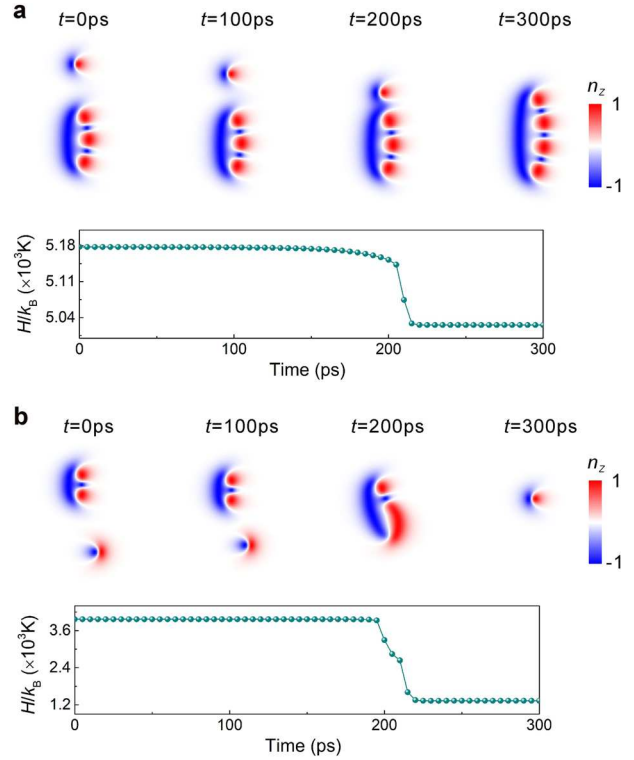 a
t=0ps t=100ps t=200ps t=300ps
n_z
1
-1
5.18
5.11
5.04
H/k_B (×10³K)
0 100 200 300
Time (ps)
b
t=0ps t=100ps t=200ps t=300ps
n_z
1
-1
3.6
2.4
1.2
H/k_B (×10³K)
0 100 200 300
Time (ps)